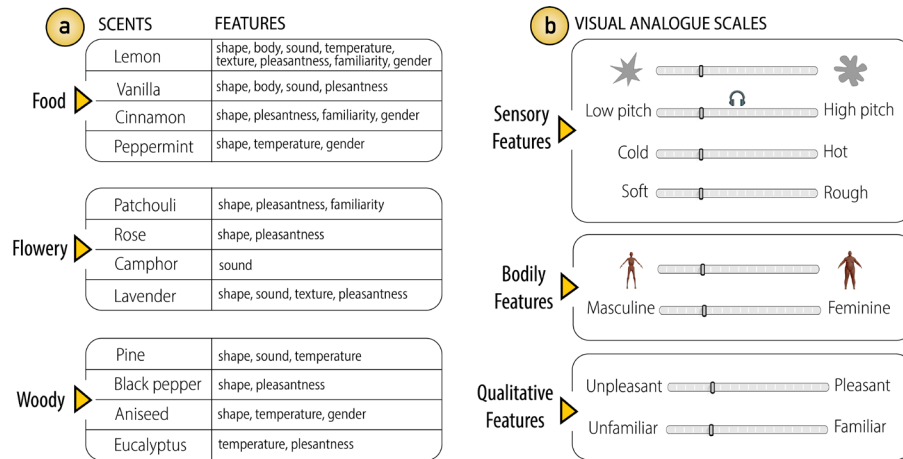 a SCENTS FEATURES
Food
Lemon shape, body, sound, temperature,
texture, pleasantness, familiarity, gender
Vanilla shape, body, sound, plesantness
Cinnamon shape, plesantness, familiarity, gender
Peppermint shape, temperature, gender
Flowery
Patchouli shape, pleasantness, familiarity
Rose shape, pleasantness
Camphor sound
Lavender shape, sound, texture, pleasantness
Woody
Pine shape, sound, temperature
Black pepper shape, pleasantness
Aniseed shape, temperature, gender
Eucalyptus temperature, plesantness
b VISUAL ANALOGUE SCALES
Sensory
Features
Low pitch High pitch
Cold Hot
Soft Rough
Bodily
Features
Masculine Feminine
Qualitative
Features
Unpleasant Pleasant
Unfamiliar Familiar